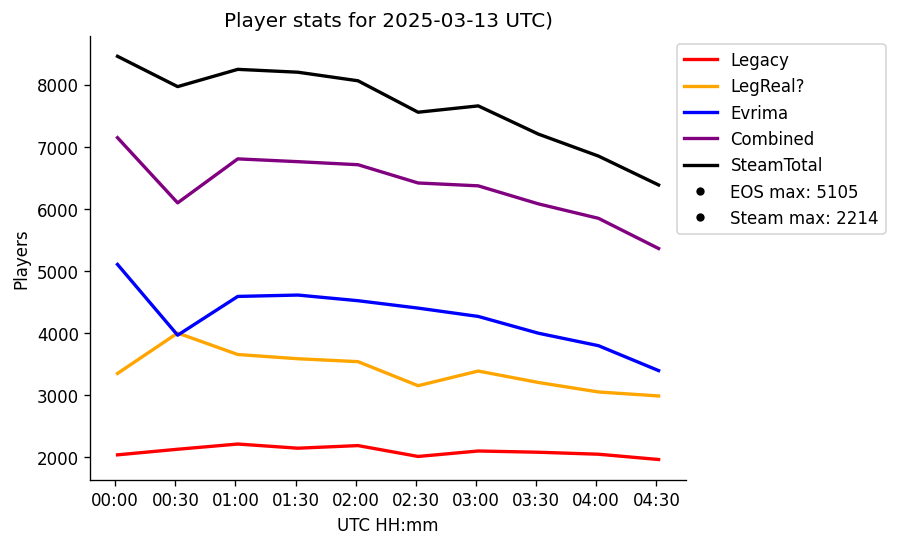 Player stats for 2025-03-13 UTC)
Legacy
LegReal?
Evrima
Combined
SteamTotal
EOS max: 5105
Steam max: 2214
Players
8000
7000
6000
5000
4000
3000
2000
00:00 00:30 01:00 01:30 02:00 02:30 03:00 03:30 04:00 04:30
UTC HH:mm